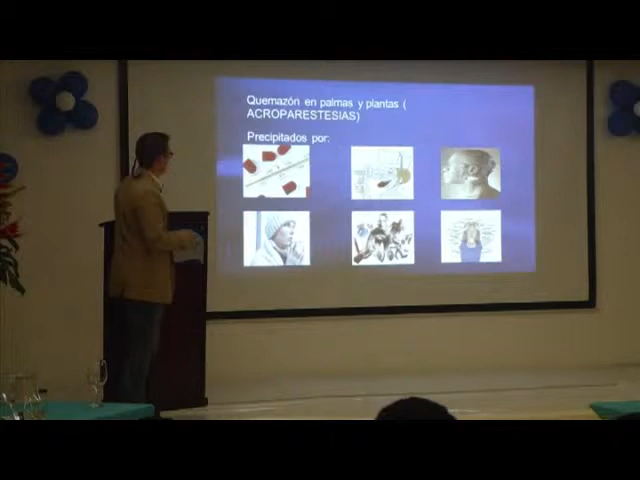 Quemazón en palmas y plantas (
ACROPARESTESIAS)
Precipitados por: